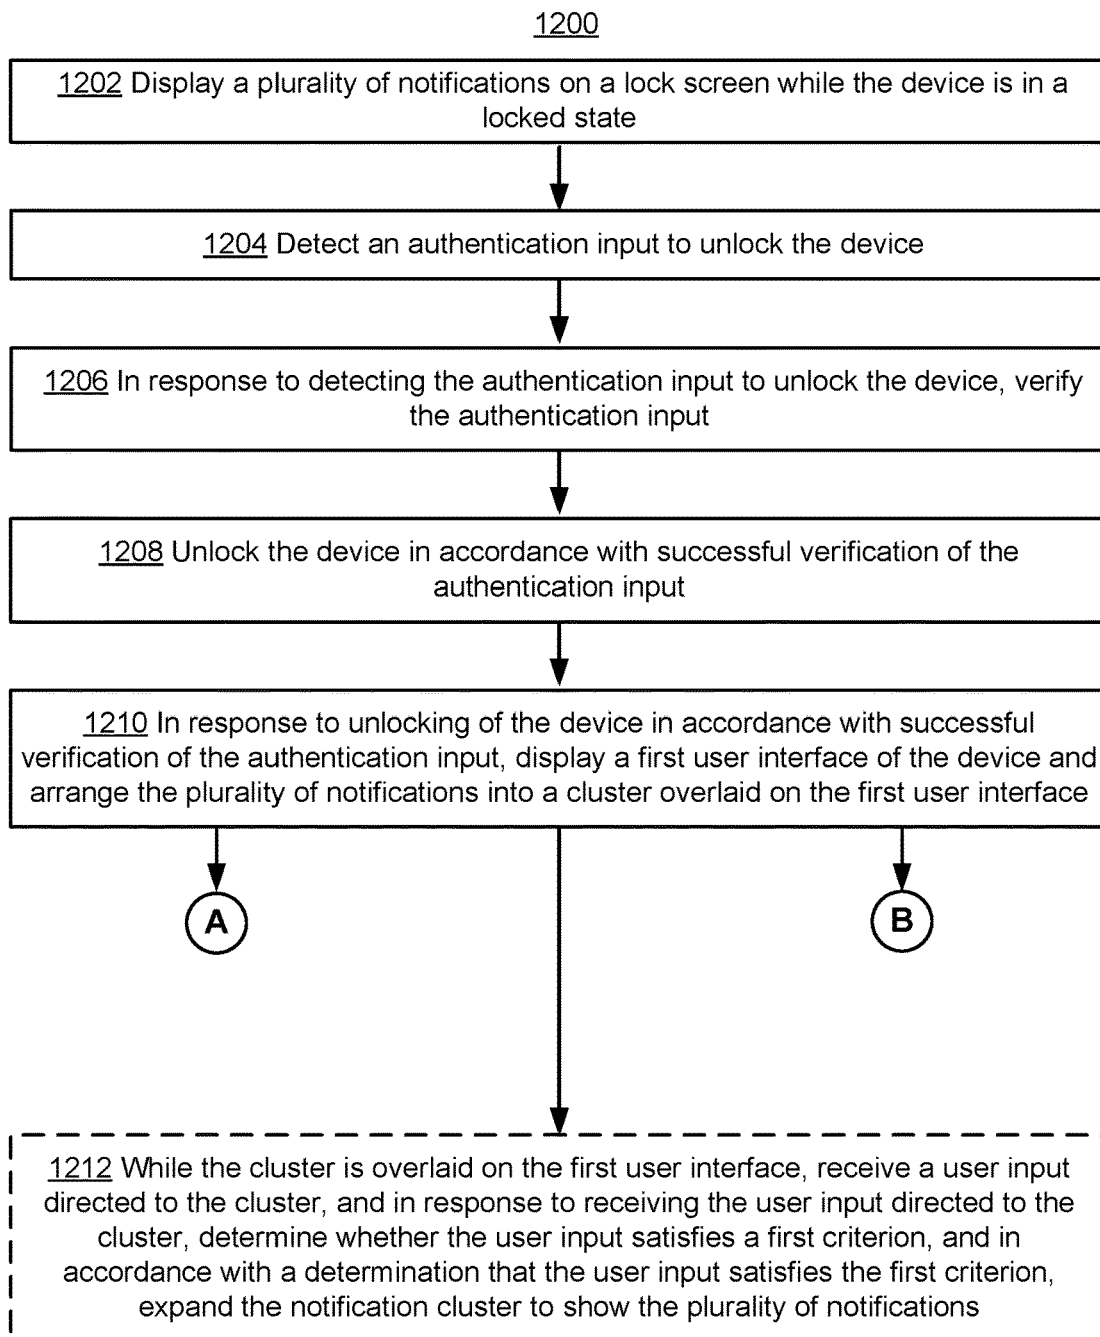 1200
1202 Display a plurality of notifications on a lock screen while the device is in a
locked state
1204 Detect an authentication input to unlock the device
1206 In response to detecting the authentication input to unlock the device, verify
the authentication input
1208 Unlock the device in accordance with successful verification of the
authentication input
1210 In response to unlocking of the device in accordance with successful
verification of the authentication input, display a first user interface of the device and
arrange the plurality of notifications into a cluster overlaid on the first user interface
A
B
1212 While the cluster is overlaid on the first user interface, receive a user input
directed to the cluster, and in response to receiving the user input directed to the
cluster, determine whether the user input satisfies a first criterion, and in
accordance with a determination that the user input satisfies the first criterion,
expand the notification cluster to show the plurality of notifications